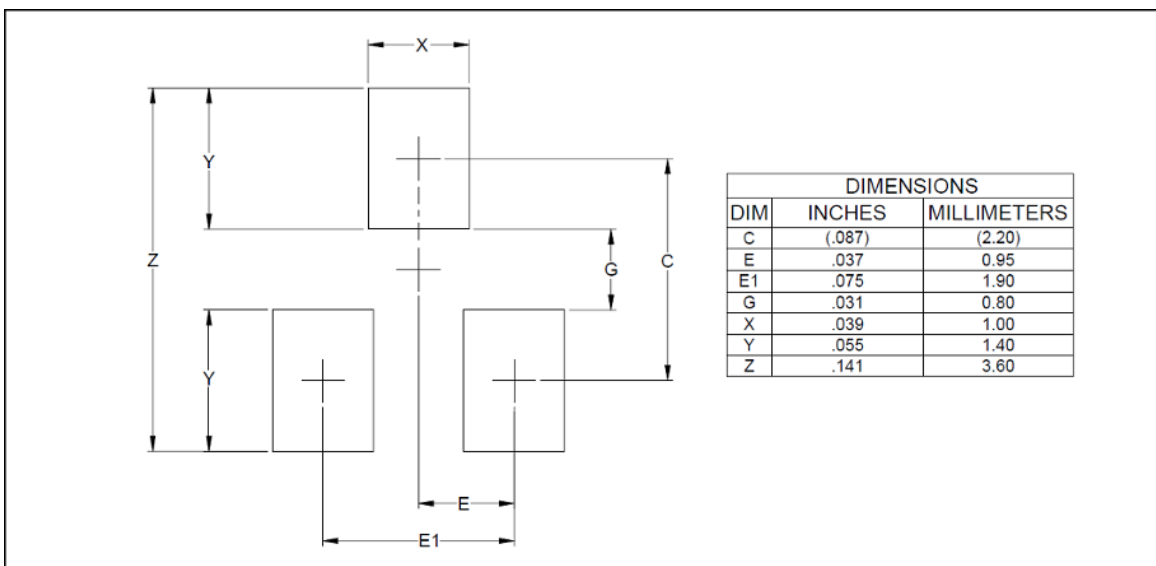 X
Y
Z
G
C
Y
E
E1
DIMENSIONS
DIM INCHES MILLIMETERS
C (.087) (2.20)
E .037 0.95
E1 .075 1.90
G .031 0.80
X .039 1.00
Y .055 1.40
Z .141 3.60